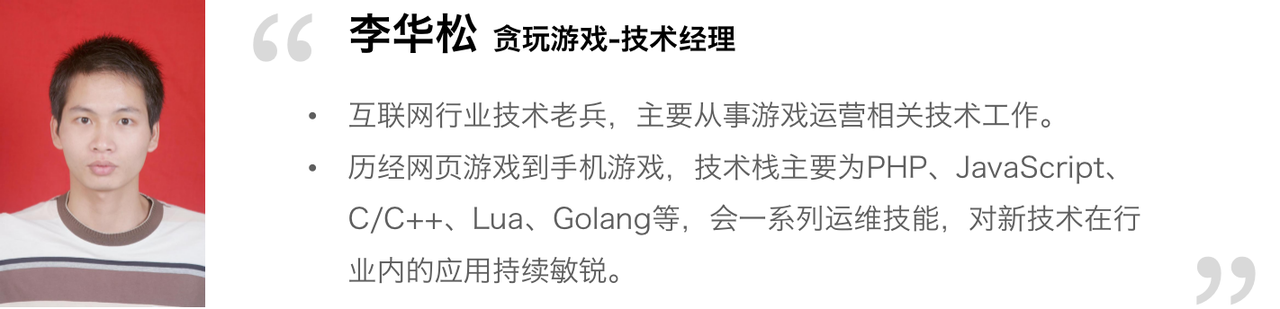 “ 李华松 贪玩游戏-技术经理
• 互联网行业技术老兵，主要从事游戏运营相关技术工作。
• 历经网页游戏到手机游戏，技术栈主要为PHP、JavaScript、
C/C++、Lua、Golang等，会一系列运维技能，对新技术在行
业内的应用持续敏锐。
”